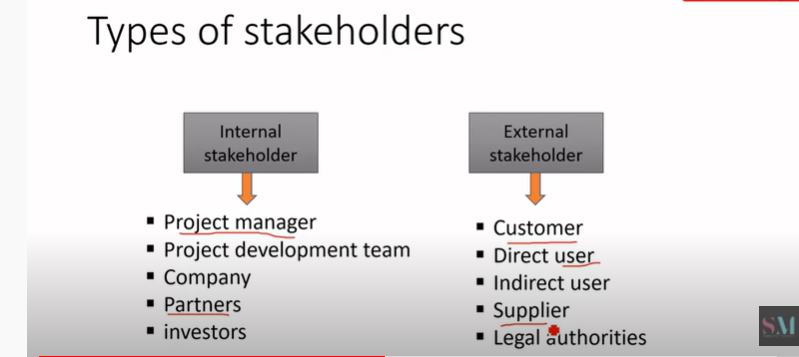 Types of stakeholders
Internal
stakeholder
Project manager
Project development team
Company
Partners
investors
External
stakeholder
Customer
Direct user
Indirect user
Supplier
Legal authorities
SM